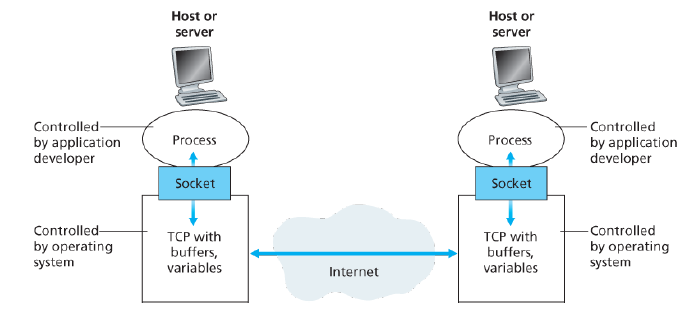 Host or
server
Host or
server
Controlled
by application
developer
Process
Process
Controlled
by application
developer
Socket
Socket
Controlled
by operating
system
TCP with
buffers,
variables
Internet
TCP with
buffers,
variables
Controlled
by operating
system